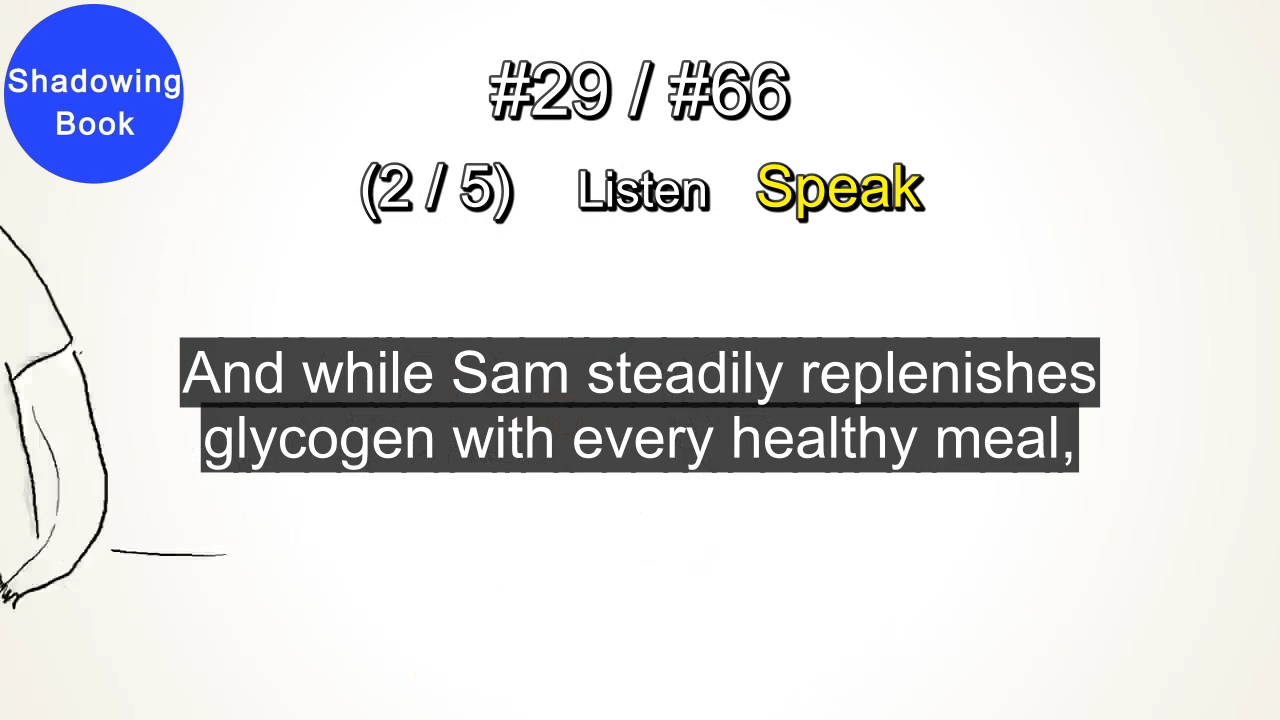 Shadowing
Book
#29 / #66
(2 / 5) Listen Speak
And while Sam steadily replenishes
glycogen with every healthy meal,